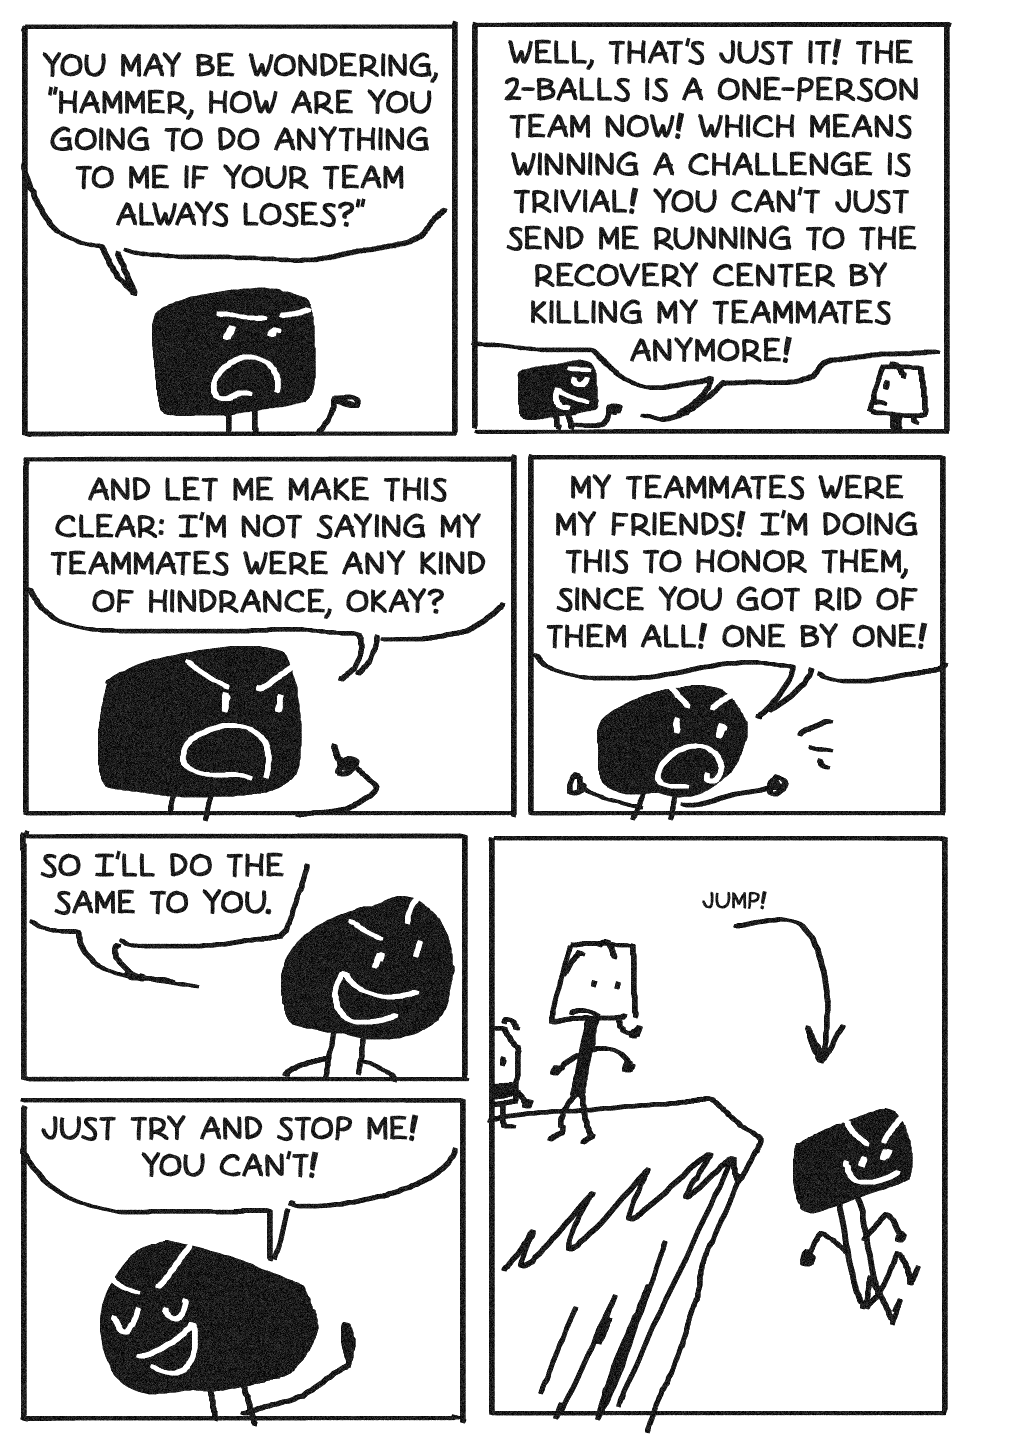 YOU MAY BE WONDERING,
"HAMMER, HOW ARE YOU
GOING TO DO ANYTHING
TO ME IF YOUR TEAM
ALWAYS LOSES?"
WELL, THAT'S JUST IT! THE
2-BALLS IS A ONE-PERSON
TEAM NOW! WHICH MEANS
WINNING A CHALLENGE IS
TRIVIAL! YOU CAN'T JUST
SEND ME RUNNING TO THE
RECOVERY CENTER BY
KILLING MY TEAMMATES
ANYMORE!
AND LET ME MAKE THIS
CLEAR: I'M NOT SAYING MY
TEAMMATES WERE ANY KIND
OF HINDRANCE, OKAY?
MY TEAMMATES WERE
MY FRIENDS! I'M DOING
THIS TO HONOR THEM,
SINCE YOU GOT RID OF
THEM ALL! ONE BY ONE!
SO I'LL DO THE
SAME TO YOU.
JUST TRY AND STOP ME!
YOU CAN'T!
JUMP!